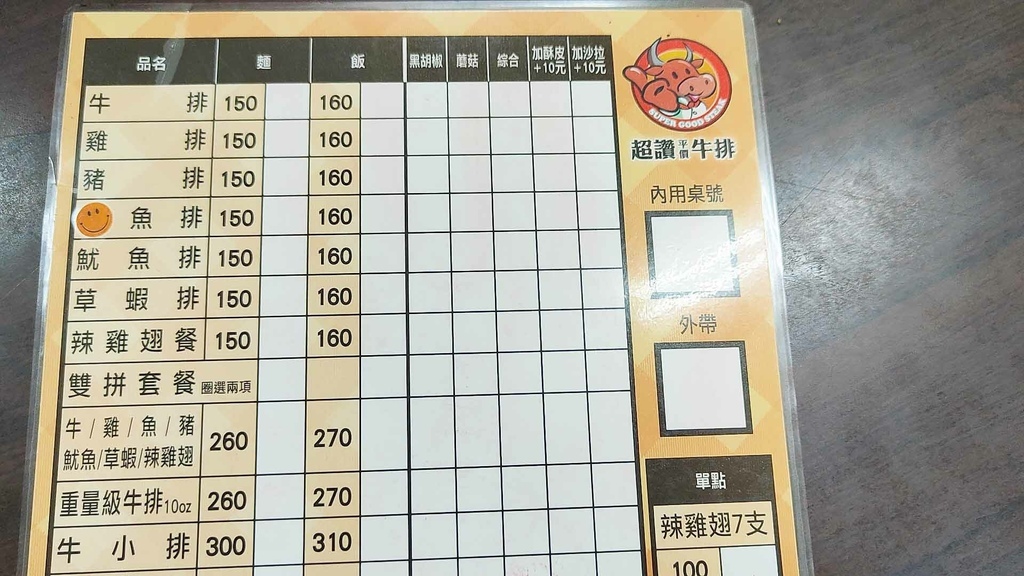 品名 麵 飯 黑胡椒 蘑菇 綜合 加酥皮+10元 加沙拉+10元
牛排 150 160
雞排 150 160
豬排 150 160
魚排 150 160
魷魚排 150 160
草蝦排 150 160
辣雞翅餐 150 160
雙拼套餐 圈選兩項
牛/雞/魚/豬
魷魚/草蝦/辣雞翅 260 270
重量級牛排10oz 260 270
牛小排 300 310
SUPER GOOD STEAK
超讚平價牛排
內用桌號
外帶
單點
辣雞翅7支
100